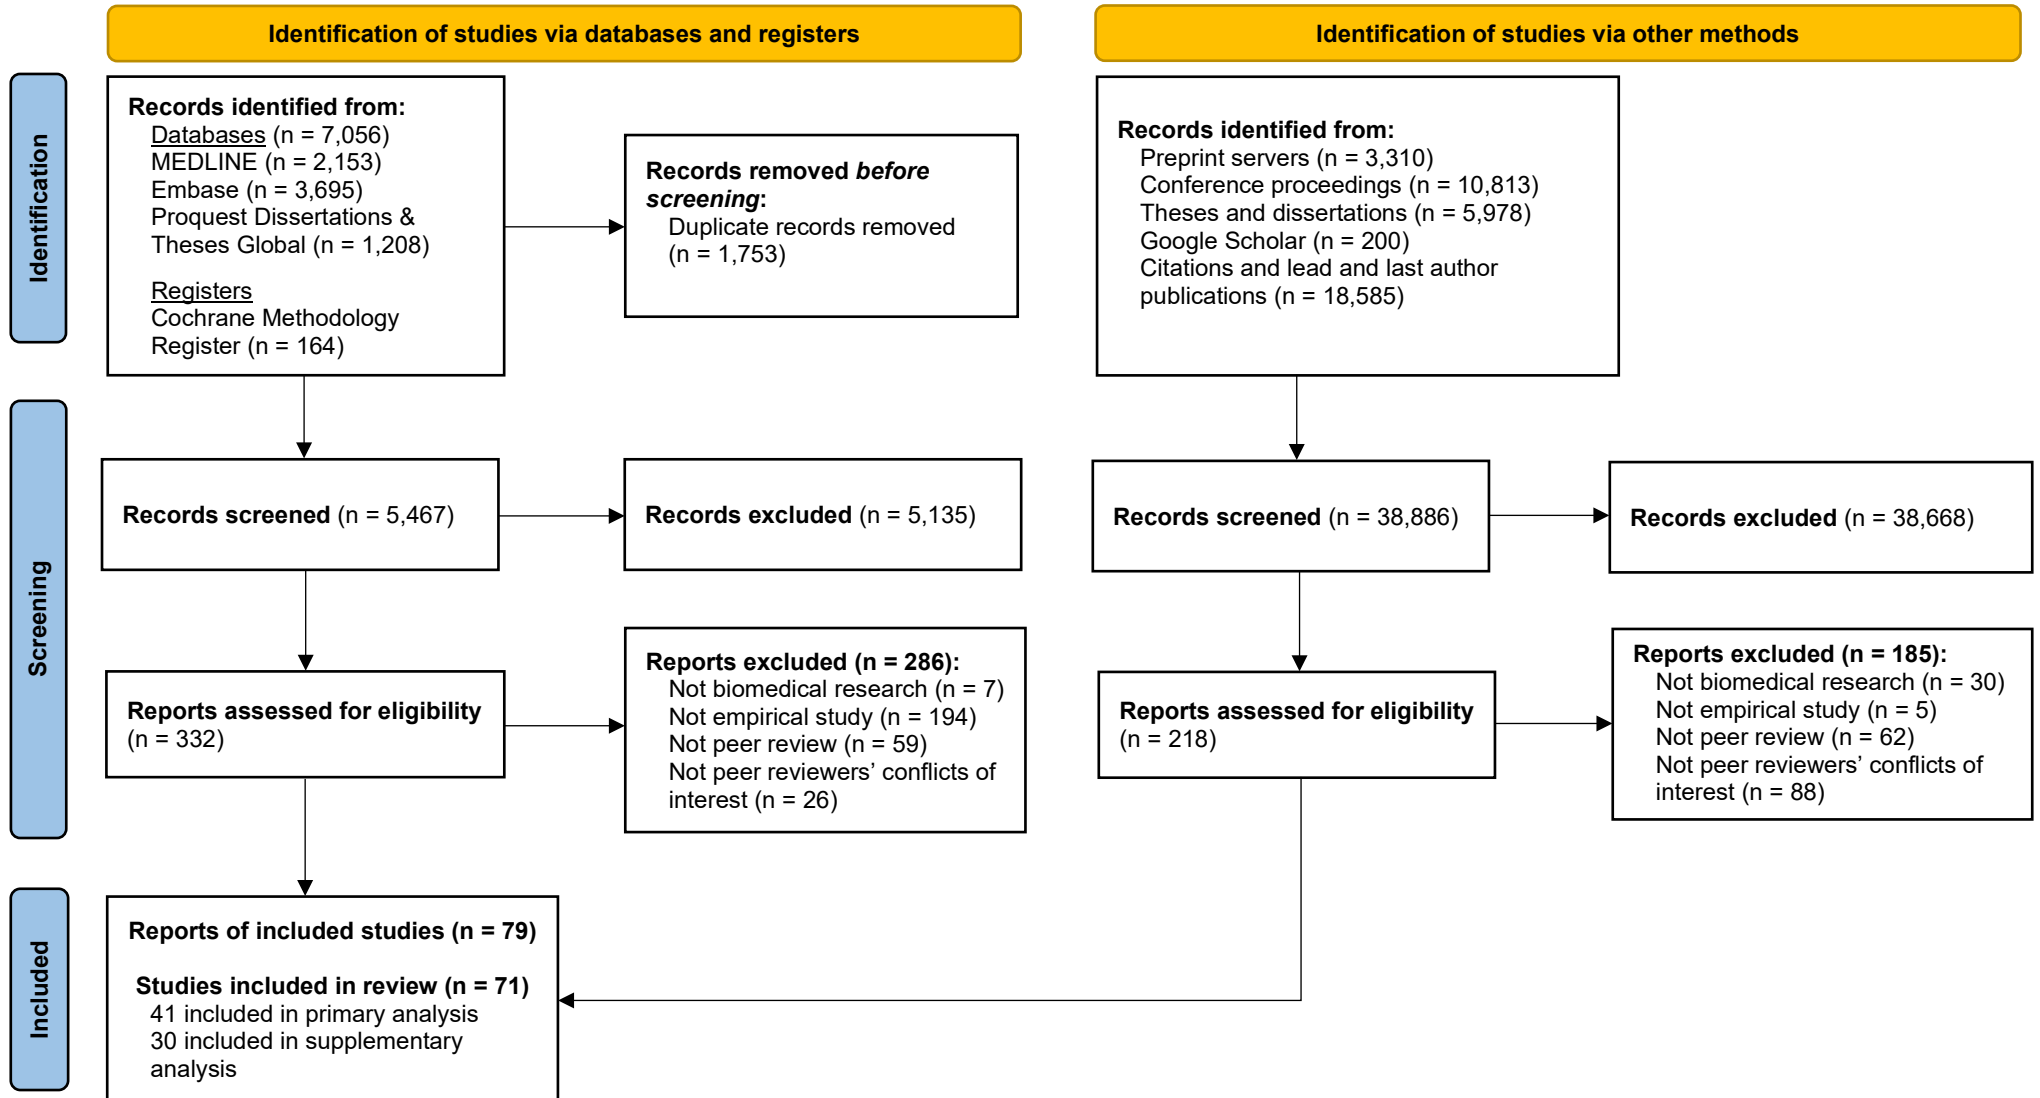 Identification of studies via databases and registers
Identification of studies via other methods
Identification
Records identified from:
Databases (n = 7,056)
MEDLINE (n = 2,153)
Embase (n = 3,695)
Proquest Dissertations &
Theses Global (n = 1,208)
Registers
Cochrane Methodology
Register (n = 164)
Records removed before
screening:
Duplicate records removed
(n = 1,753)
Records identified from:
Preprint servers (n = 3,310)
Conference proceedings (n = 10,813)
Theses and dissertations (n = 5,978)
Google Scholar (n = 200)
Citations and lead and last author
publications (n = 18,585)
Screening
Records screened (n = 5,467)
Records excluded (n = 5,135)
Records screened (n = 38,886)
Records excluded (n = 38,668)
Reports assessed for eligibility
(n = 332)
Reports excluded (n = 286):
Not biomedical research (n = 7)
Not empirical study (n = 194)
Not peer review (n = 59)
Not peer reviewers’ conflicts of
interest (n = 26)
Reports assessed for eligibility
(n = 218)
Reports excluded (n = 185):
Not biomedical research (n = 30)
Not empirical study (n = 5)
Not peer review (n = 62)
Not peer reviewers’ conflicts of
interest (n = 88)
Included
Reports of included studies (n = 79)
Studies included in review (n = 71)
41 included in primary analysis
30 included in supplementary
analysis